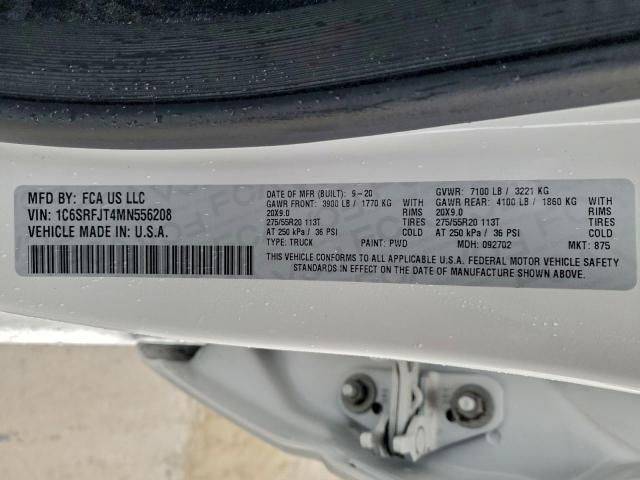 MFD BY: FCA US LLC
VIN: 1C6SRFJT4MN556208
VEHICLE MADE IN U.S.A.
DATE OF MFR (BUILT): 9-20
GAWR FRONT: 3900 LB / 1770 KG WITH
20X9.0 RIMS
275/55R20 113T TIRES
AT 250 kPa / 36 PSI COLD
TYPE: TRUCK PAINT: PWD
GVWR: 7100 LB / 3221 KG
GAWR REAR: 4100 LB / 1860 KG WITH
20X9.0 RIMS
275/55R20 113T TIRES
AT 250 kPa / 36 PSI COLD
MDH: 092702 MKT: 875
THIS VEHICLE CONFORMS TO ALL APPLICABLE U.S.A. FEDERAL MOTOR VEHICLE SAFETY
STANDARDS IN EFFECT ON THE DATE OF MANUFACTURE SHOWN ABOVE.